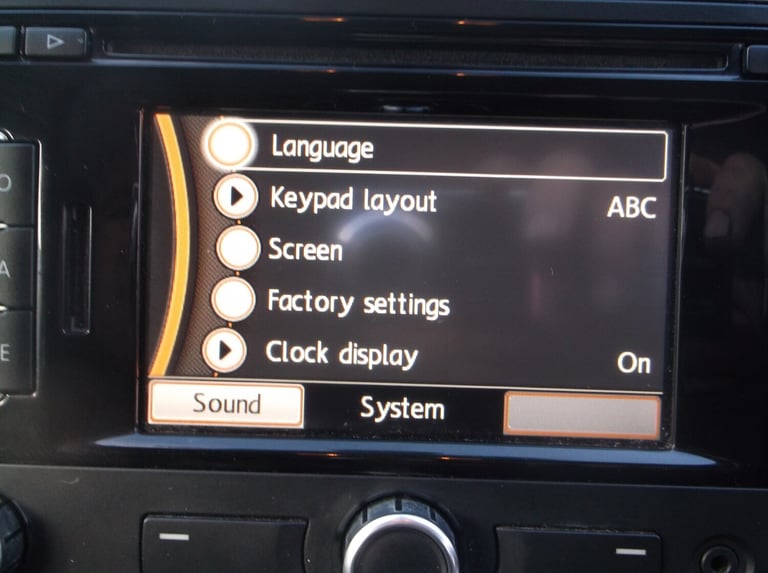 Language
Keypad layout ABC
Screen
Factory settings
Clock display On
Sound System
O
A
E